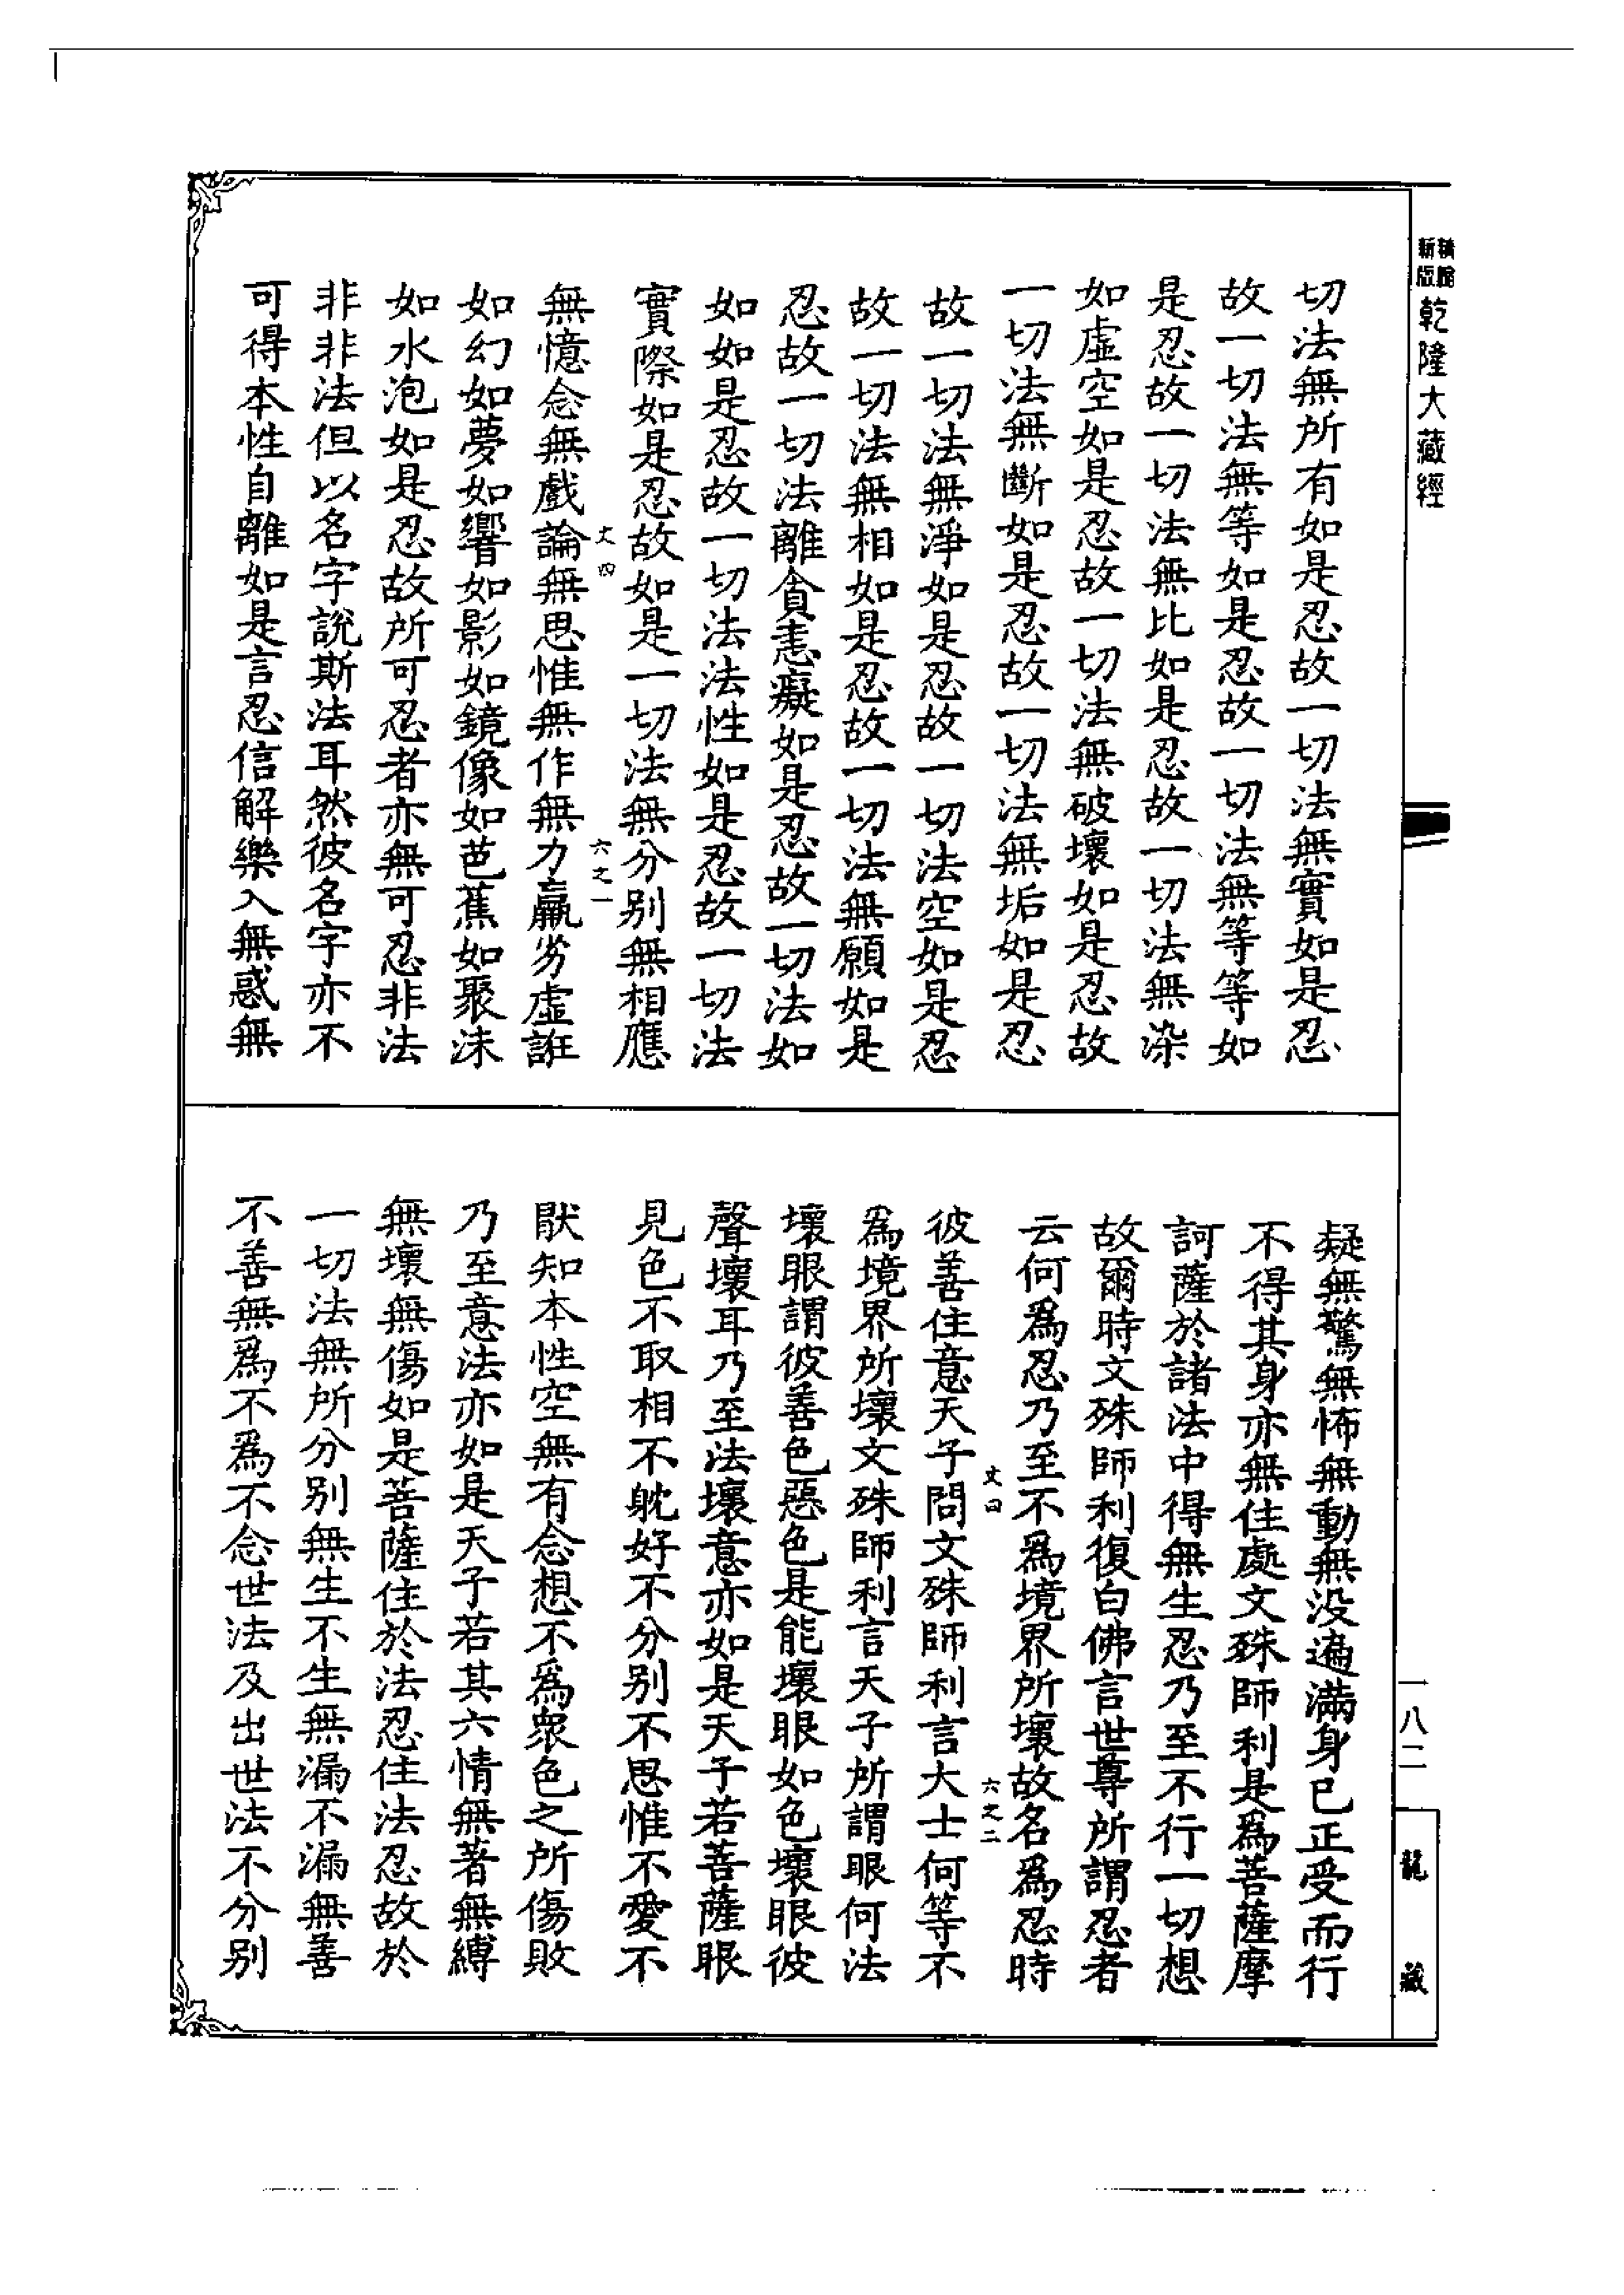 新版
精縮
乾隆大藏經
切法無所有如是忍故一切法無實如是忍
故一切法無等如是忍故一切法無等等如
是忍故一切法無比如是忍故一切法無染
如虛空如是忍故一切法無破壞如是忍故
一切法無斷如是忍故一切法無垢如是忍
故一切法無淨如是忍故一切法空如是忍
故一切法無相如是忍故一切法無願如是
忍故一切法離貪恚癡如是忍故一切法如
如如是忍故一切法法性如是忍故一切法
實際如是忍故如是一切法無分別無相應
丈四 六之一
無憶念無戲論無思惟無作無力羸劣虛誑
如幻如夢如響如影如鏡像如芭蕉如聚沫
如水泡如是忍故所可忍者亦無可忍非法
非非法但以名字說斯法耳然彼名字亦不
可得本性自離如是言忍信解樂入無惑無
疑無驚無怖無動無没遍滿身已正受而行
不得其身亦無住處文殊師利是爲菩薩摩
訶薩於諸法中得無生忍乃至不行一切想
故爾時文殊師利復白佛言世尊所謂忍者
云何爲忍乃至不爲境界所壞故名爲忍時
丈四 六之二
彼善住意天子問文殊師利言大士何等不
爲境界所壞文殊師利言天子所謂眼何法
壞眼謂彼善色惡色是能壞眼如色壞眼彼
聲壞耳乃至法壞意亦如是天子若菩薩眼
見色不取相不躭好不分別不思惟不愛不
猒知本性空無有念想不爲衆色之所傷敗
乃至意法亦如是天子若其六情無著無縛
無壞無傷如是菩薩住於法忍住法忍故於
一切法無所分別無生不生無漏不漏無善
不善無爲不爲不念世法及出世法不分別
一八二
龍藏